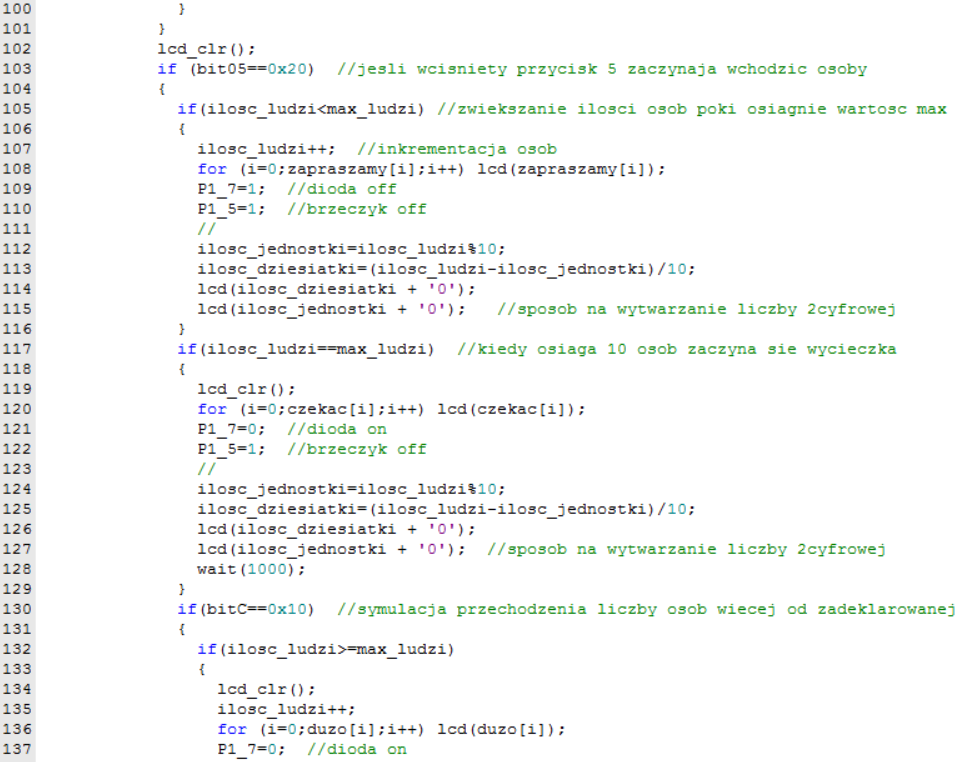 100 }
101 }
102 lcd_clr();
103 if (bit05==0x20) //jesli wcisniety przycisk 5 zaczynaja wchodzic osoby
104 {
105 if(ilosc_ludzi<max_ludzi) //zwiekszanie ilosci osob poki osiagnie wartosc max
106 {
107 ilosc_ludzi++; //inkrementacja osob
108 for (i=0;zapraszamy[i];i++) lcd(zapraszamy[i]);
109 P1_7=1; //dioda off
110 P1_5=1; //brzeczyk off
111 //
112 ilosc_jednostki=ilosc_ludzi%10;
113 ilosc_dziesiatki=(ilosc_ludzi-ilosc_jednostki)/10;
114 lcd(ilosc_dziesiatki + '0');
115 lcd(ilosc_jednostki + '0'); //sposob na wytwarzanie liczby 2cyfrowej
116 }
117 if(ilosc_ludzi==max_ludzi) //kiedy osiaga 10 osob zaczyna sie wycieczka
118 {
119 lcd_clr();
120 for (i=0;czekac[i];i++) lcd(czekac[i]);
121 P1_7=0; //dioda on
122 P1_5=1; //brzeczyk off
123 //
124 ilosc_jednostki=ilosc_ludzi%10;
125 ilosc_dziesiatki=(ilosc_ludzi-ilosc_jednostki)/10;
126 lcd(ilosc_dziesiatki + '0');
127 lcd(ilosc_jednostki + '0'); //sposob na wytwarzanie liczby 2cyfrowej
128 wait(1000);
129 }
130 if(bitC==0x10) //symulacja przechodzenia liczby osob wiecej od zadeklarowanej
131 {
132 if(ilosc_ludzi>=max_ludzi)
133 {
134 lcd_clr();
135 ilosc_ludzi++;
136 for (i=0;duzo[i];i++) lcd(duzo[i]);
137 P1_7=0; //dioda on